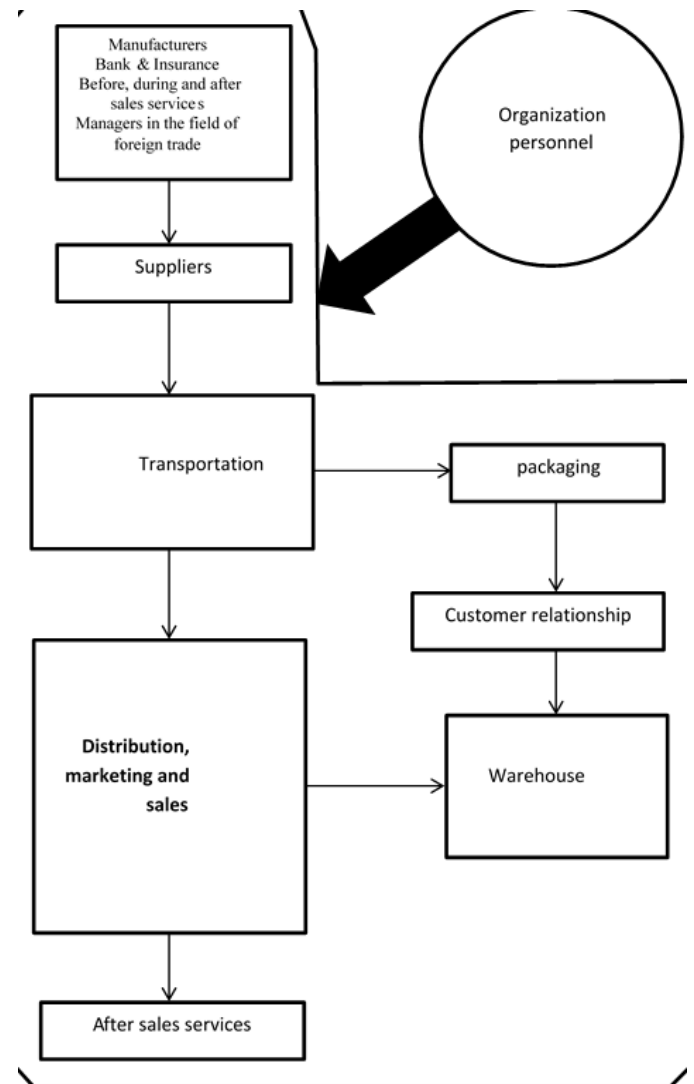 Manufacturers
Bank & Insurance
Before, during and after
sales services
Managers in the field of
foreign trade
Organization
personnel
Suppliers
Transportation
packaging
Customer relationship
Distribution,
marketing and
sales
Warehouse
After sales services